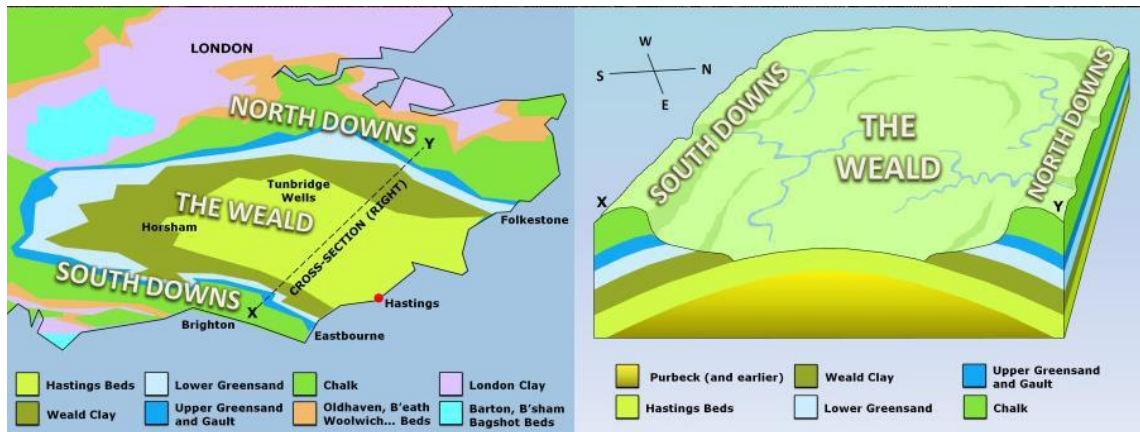 LONDON
NORTH DOWNS
Y
Tunbridge
Wells
THE WEALD
CROSS-SECTION (RIGHT)
Folkestone
Horsham
SOUTH DOWNS
X
Hastings
Brighton
Eastbourne
Hastings Beds
Lower Greensand
Chalk
London Clay
Weald Clay
Upper Greensand
and Gault
Oldhaven, B'eath
Woolwich... Beds
Barton, B'sham
Bagshot Beds
W
S
N
E
SOUTH DOWNS
THE
WEALD
NORTH DOWNS
X
Y
Purbeck (and earlier)
Weald Clay
Upper Greensand
and Gault
Hastings Beds
Lower Greensand
Chalk